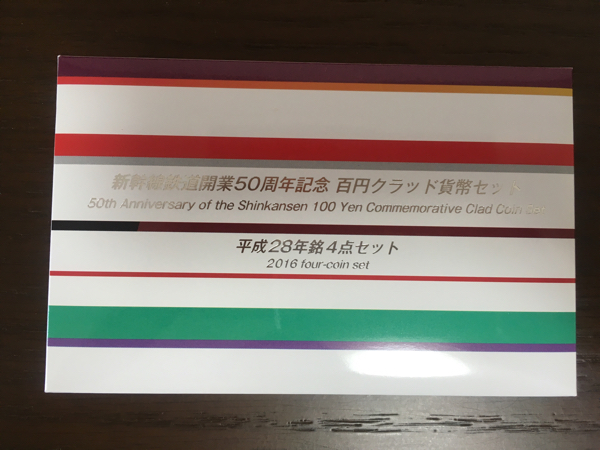 新幹線鉄道開業50周年記念 百円クラッド貨幣セット
50th Anniversary of the Shinkansen 100 Yen Commemorative Clad Coin Set
平成28年銘4点セット
2016 four-coin set